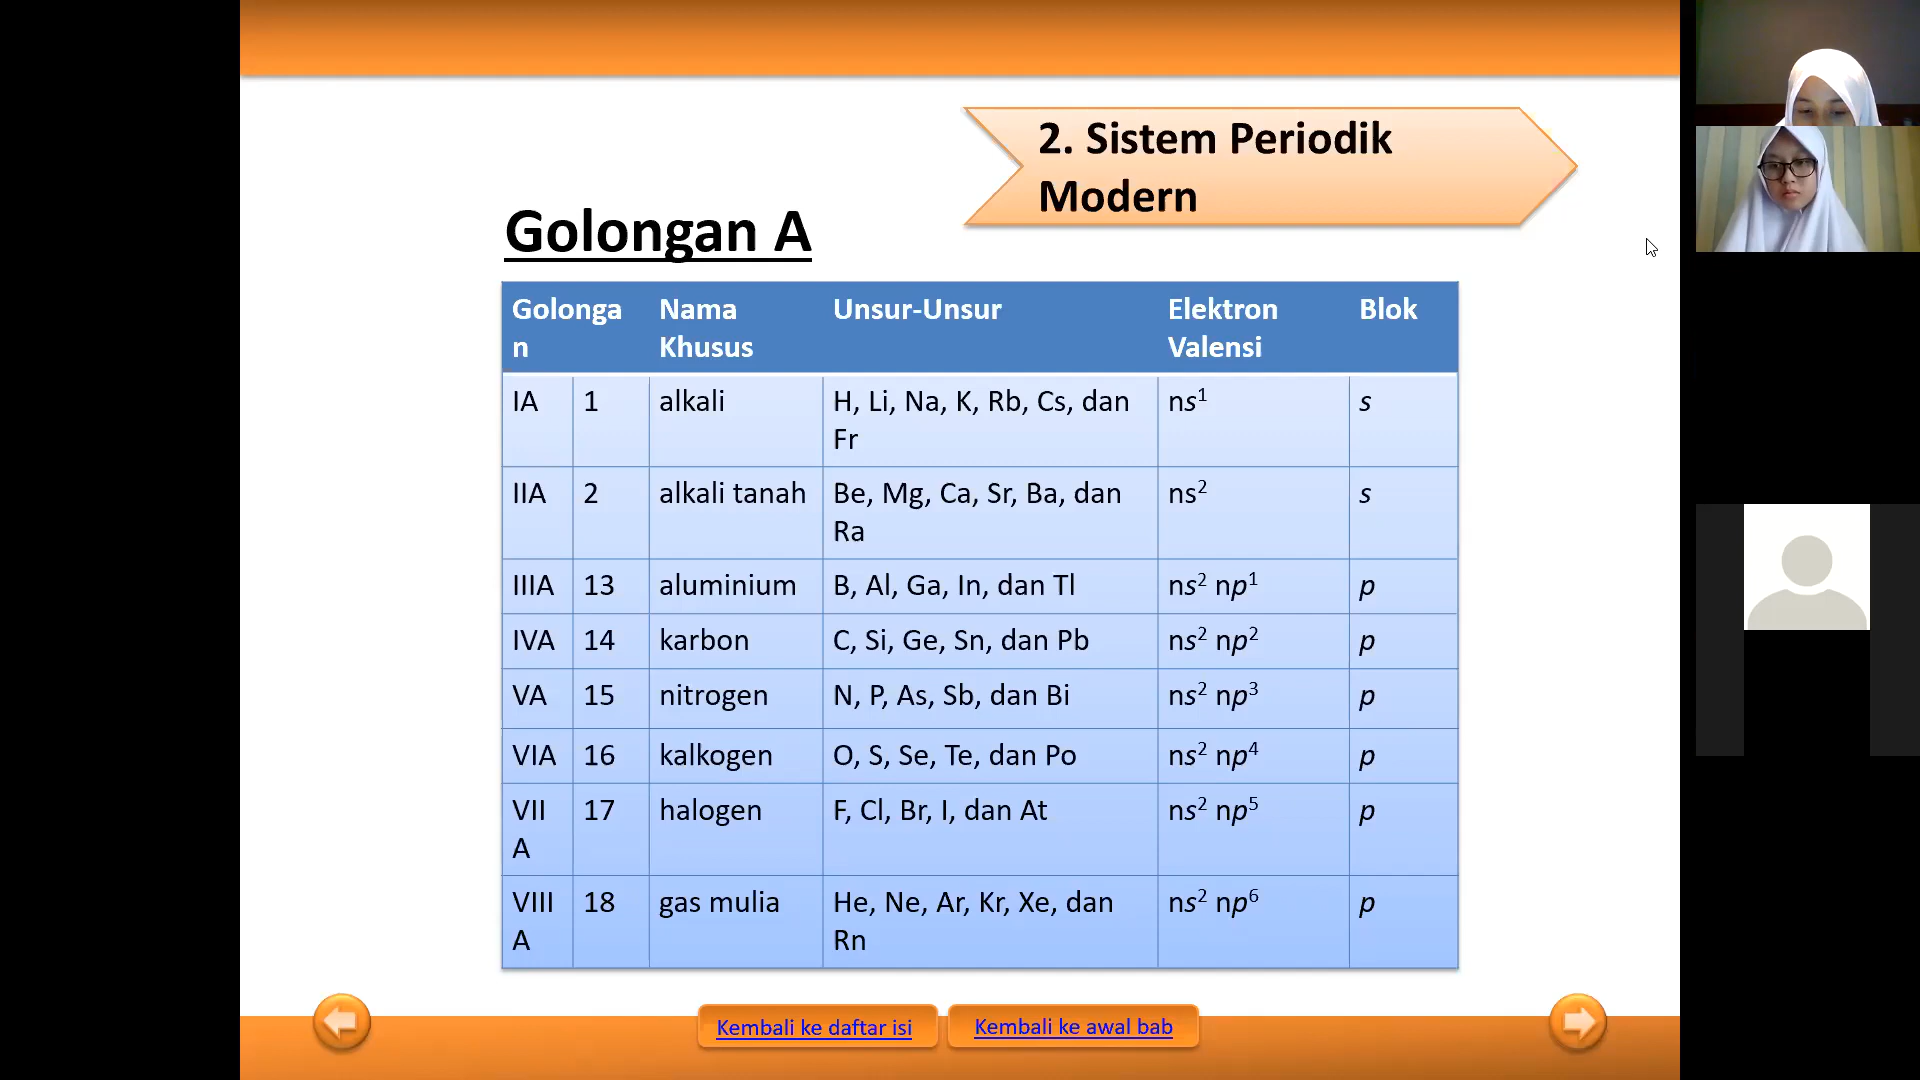 2. Sistem Periodik
Modern
Golongan A
Golonga
n
Nama
Khusus
Unsur-Unsur
Elektron
Valensi
Blok
IA 1 alkali H, Li, Na, K, Rb, Cs, dan
Fr
ns¹ s
IIA 2 alkali tanah Be, Mg, Ca, Sr, Ba, dan
Ra
ns² s
IIIA 13 aluminium B, Al, Ga, In, dan Tl ns² np¹ p
IVA 14 karbon C, Si, Ge, Sn, dan Pb ns² np² p
VA 15 nitrogen N, P, As, Sb, dan Bi ns² np³ p
VIA 16 kalkogen O, S, Se, Te, dan Po ns² np⁴ p
VII
A
17 halogen F, Cl, Br, I, dan At ns² np⁵ p
VIII
A
18 gas mulia He, Ne, Ar, Kr, Xe, dan
Rn
ns² np⁶ p
Kembali ke daftar isi
Kembali ke awal bab